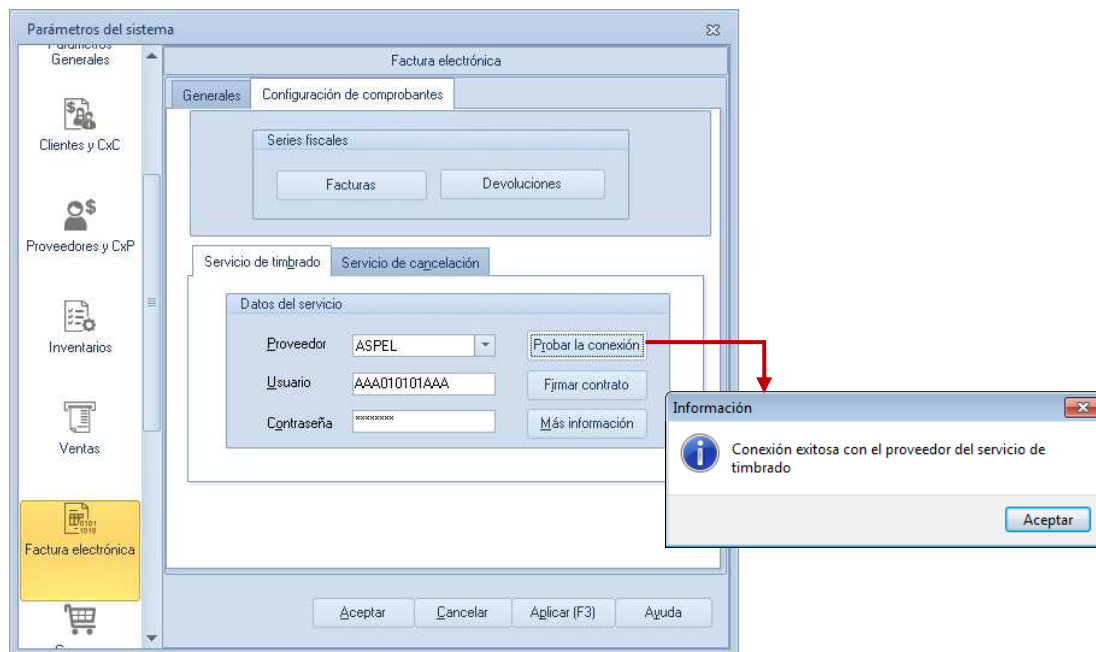 Parámetros del sistema
Parámetros
Generales
Clientes y CxC
Proveedores y CxP
Inventarios
Ventas
Factura electrónica
Factura electrónica
Generales
Configuración de comprobantes
Series fiscales
Facturas
Devoluciones
Servicio de timbrado
Servicio de cancelación
Datos del servicio
Proveedor
ASPEL
Probar la conexión
Usuario
AAA010101AAA
Firmar contrato
Contraseña
********
Más información
Aceptar
Cancelar
Aplicar (F3)
Ayuda
Información
Conexión exitosa con el proveedor del servicio de
timbrado
Aceptar